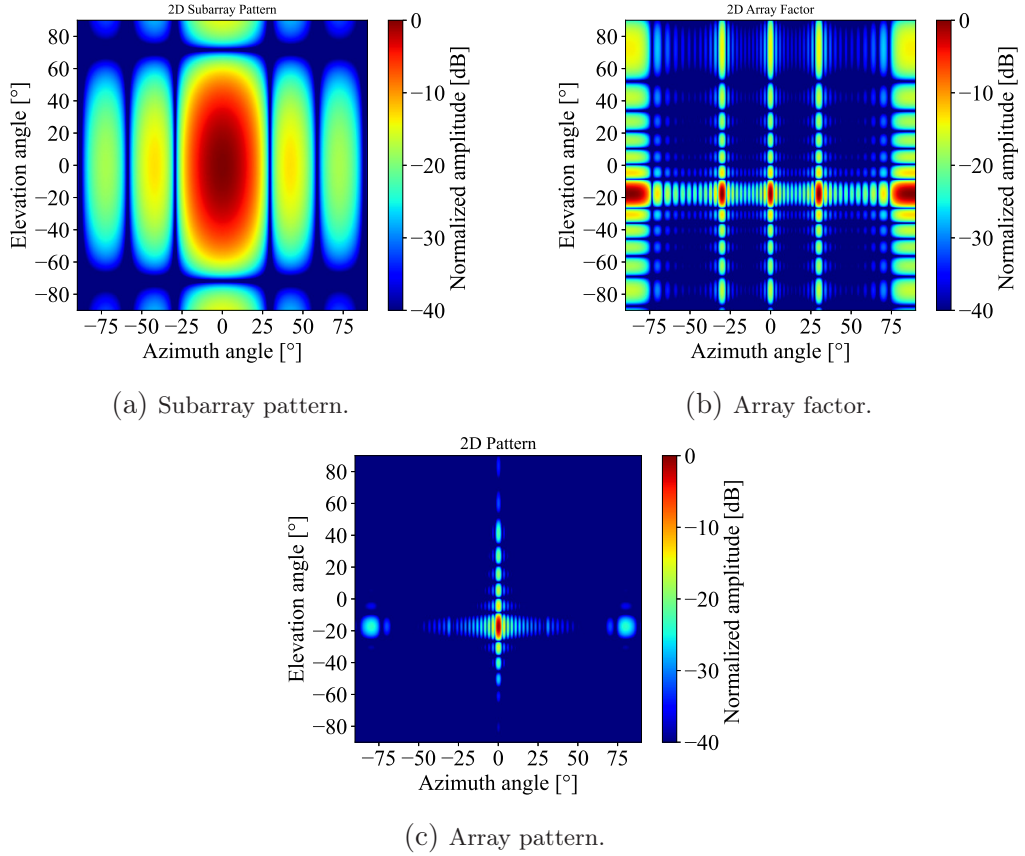 2D Subarray Pattern
80
60
40
20
0
−20
−40
−60
−80
Elevation angle [°]
−75 −50 −25 0 25 50 75
Azimuth angle [°]
0
−10
−20
−30
−40
Normalized amplitude [dB]
(a) Subarray pattern.
2D Array Factor
80
60
40
20
0
−20
−40
−60
−80
Elevation angle [°]
−75 −50 −25 0 25 50 75
Azimuth angle [°]
0
−10
−20
−30
−40
Normalized amplitude [dB]
(b) Array factor.
2D Pattern
80
60
40
20
0
−20
−40
−60
−80
Elevation angle [°]
−75 −50 −25 0 25 50 75
Azimuth angle [°]
0
−10
−20
−30
−40
Normalized amplitude [dB]
(c) Array pattern.